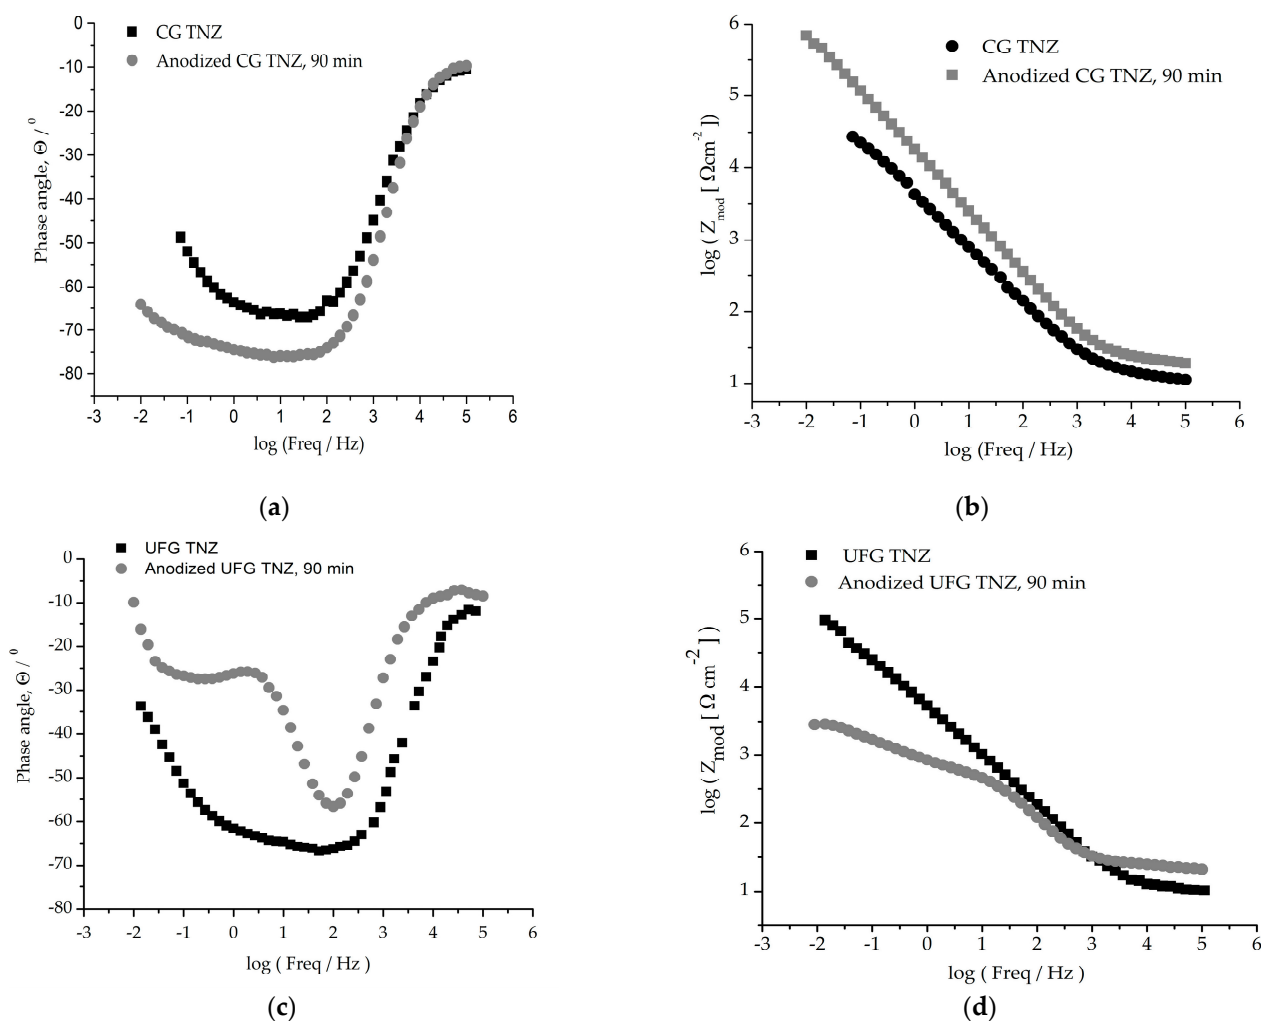 CG TNZ
Anodized CG TNZ, 90 min
Phase angle, Θ / ⁰
0
-10
-20
-30
-40
-50
-60
-70
-80
-3 -2 -1 0 1 2 3 4 5 6
log (Freq / Hz)
(a)
CG TNZ
Anodized CG TNZ, 90 min
log ( Z_mod [ Ωcm⁻² ] )
6
5
4
3
2
1
-3 -2 -1 0 1 2 3 4 5 6
log (Freq / Hz)
(b)
UFG TNZ
Anodized UFG TNZ, 90 min
Phase angle, Θ / ⁰
0
-10
-20
-30
-40
-50
-60
-70
-80
-3 -2 -1 0 1 2 3 4 5 6
log ( Freq / Hz )
(c)
UFG TNZ
Anodized UFG TNZ, 90 min
log ( Z_mod [ Ω cm⁻² ] )
6
5
4
3
2
1
-3 -2 -1 0 1 2 3 4 5 6
log ( Freq / Hz )
(d)